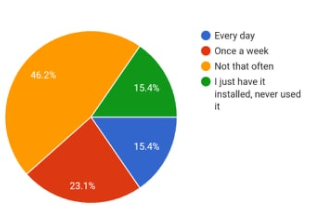 Every day
Once a week
Not that often
I just have it
installed, never used
it
46.2%
15.4%
15.4%
23.1%